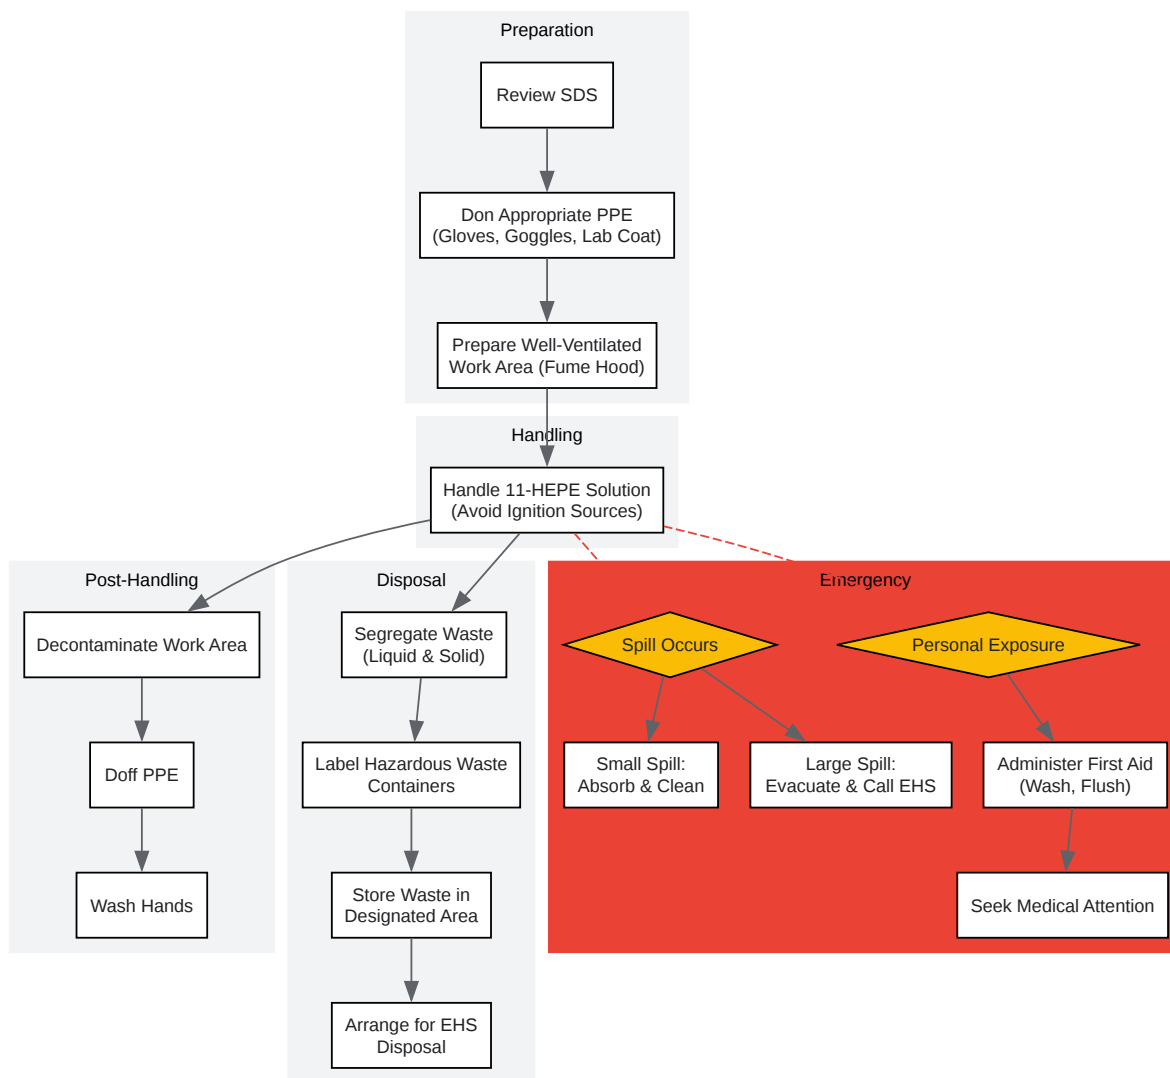 Preparation
Review SDS
Don Appropriate PPE
(Gloves, Goggles, Lab Coat)
Prepare Well-Ventilated
Work Area (Fume Hood)
Handling
Handle 11-HEPE Solution
(Avoid Ignition Sources)
Post-Handling
Decontaminate Work Area
Doff PPE
Wash Hands
Disposal
Segregate Waste
(Liquid & Solid)
Label Hazardous Waste
Containers
Store Waste in
Designated Area
Arrange for EHS
Disposal
Emergency
Spill Occurs
Personal Exposure
Small Spill:
Absorb & Clean
Large Spill:
Evacuate & Call EHS
Administer First Aid
(Wash, Flush)
Seek Medical Attention